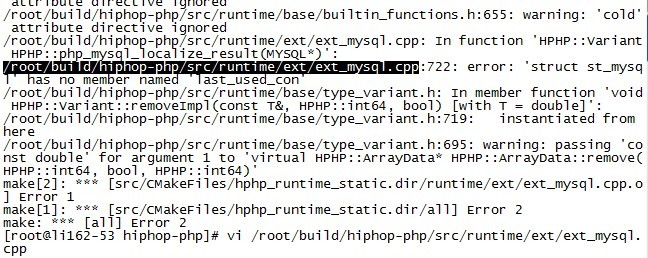 attribute directive ignored
/root/build/hiphop-php/src/runtime/base/builtin_functions.h:655: warning: 'cold'
 attribute directive ignored
/root/build/hiphop-php/src/runtime/ext/ext_mysql.cpp: In function 'HPHP::Variant
 HPHP::php_mysql_localize_result(MYSQL*)':
/root/build/hiphop-php/src/runtime/ext/ext_mysql.cpp:722: error: 'struct st_mysq
l' has no member named 'last_used_con'
/root/build/hiphop-php/src/runtime/base/type_variant.h: In member function 'void
 HPHP::Variant::removeImpl(const T&, HPHP::int64, bool) [with T = double]':
/root/build/hiphop-php/src/runtime/base/type_variant.h:719:   instantiated from
here
/root/build/hiphop-php/src/runtime/base/type_variant.h:695: warning: passing 'co
nst double' for argument 1 to 'virtual HPHP::ArrayData* HPHP::ArrayData::remove(
HPHP::int64, bool, HPHP::int64)'
make[2]: *** [src/CMakeFiles/hphp_runtime_static.dir/runtime/ext/ext_mysql.cpp.o
] Error 1
make[1]: *** [src/CMakeFiles/hphp_runtime_static.dir/all] Error 2
make: *** [all] Error 2
[root@li162-53 hiphop-php]# vi /root/build/hiphop-php/src/runtime/ext/ext_mysql.
cpp